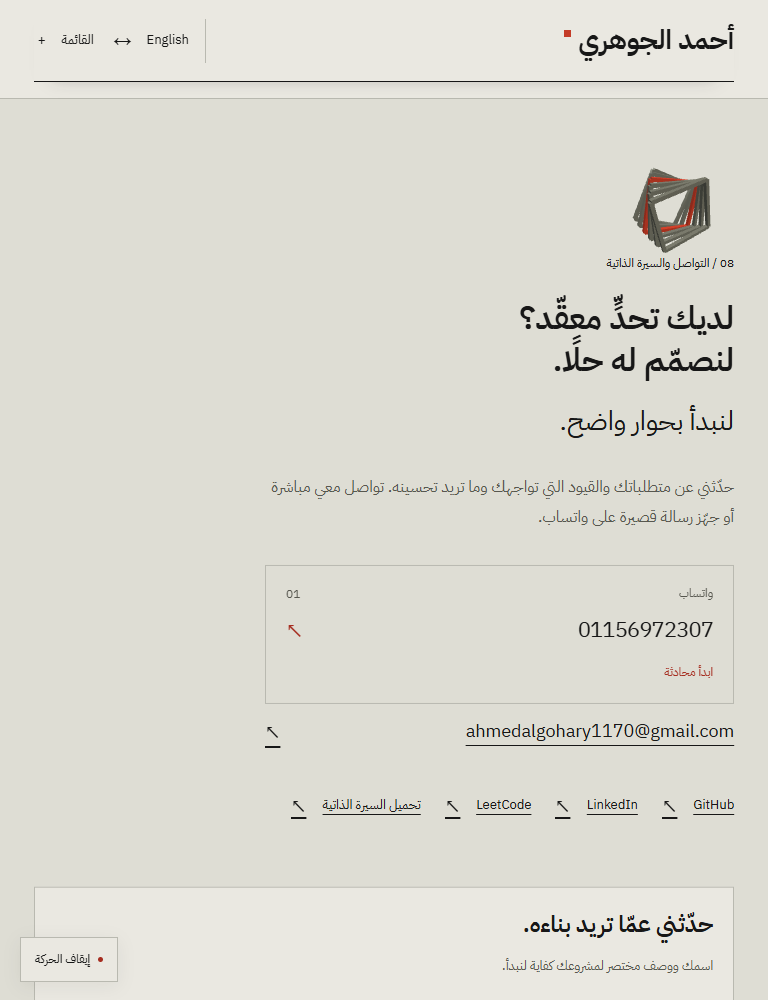 أحمد الجوهري
English ↔ القائمة +
08 / التواصل والسيرة الذاتية
لديك تحدٍّ معقّد؟
لنصمّم له حلًا.
لنبدأ بحوار واضح.
حدّثني عن متطلباتك والقيود التي تواجهك وما تريد تحسينه. تواصل معي مباشرة
أو جهّز رسالة قصيرة على واتساب.
واتساب 01
01156972307 ↖
ابدأ محادثة
ahmedalgohary1170@gmail.com ↖
GitHub ↖ LinkedIn ↖ LeetCode ↖ تحميل السيرة الذاتية ↖
حدّثني عمّا تريد بناءه.
اسمك ووصف مختصر لمشروعك كفاية لنبدأ.
إيقاف الحركة